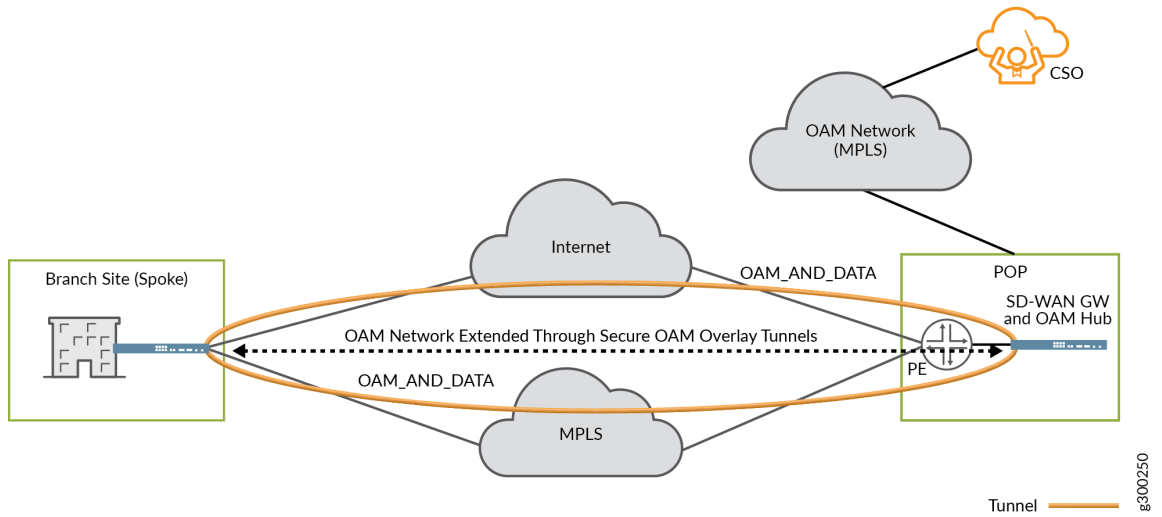 CSO
OAM Network
(MPLS)
Internet
OAM_AND_DATA
POP
Branch Site (Spoke)
SD-WAN GW
and OAM Hub
OAM Network Extended Through Secure OAM Overlay Tunnels
PE
OAM_AND_DATA
MPLS
Tunnel
g300250